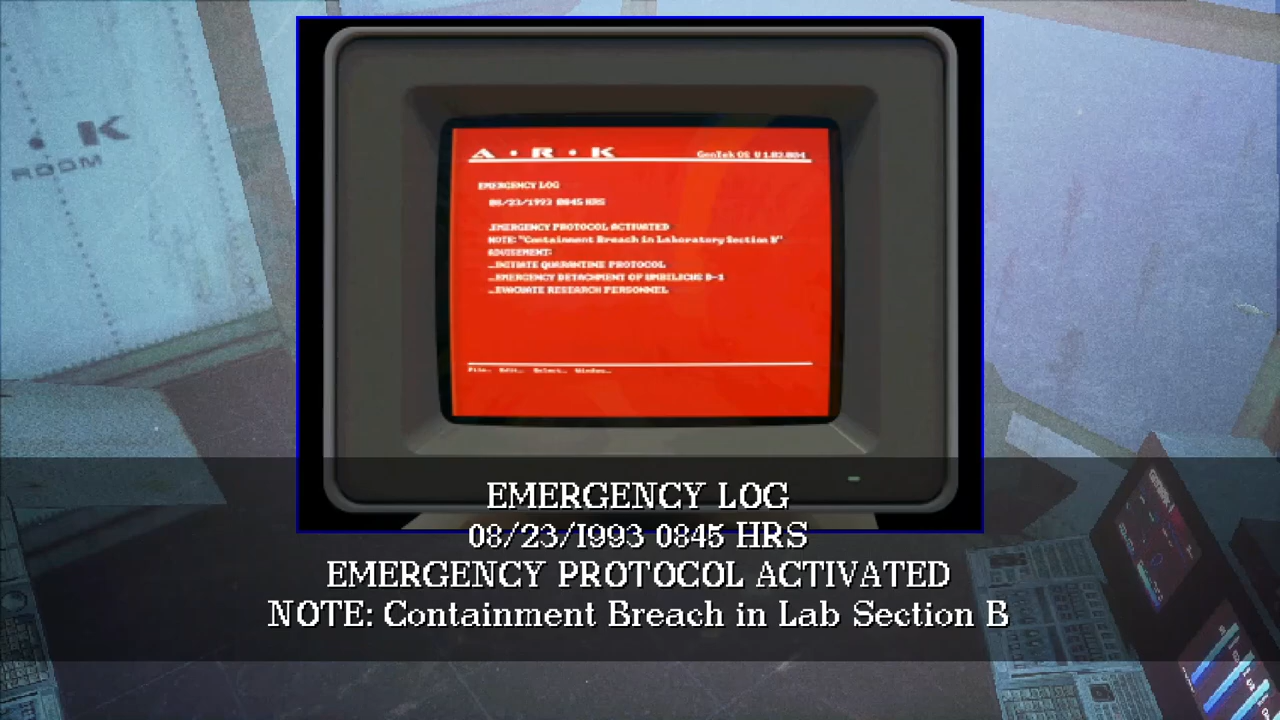 A • R • K
GenTek OS V 1.02.004
EMERGENCY LOG
08/23/1993 0845 HRS
.EMERGENCY PROTOCOL ACTIVATED
NOTE: "Containment Breach in Laboratory Section B"
ADVISEMENT:
...INITIATE QUARANTINE PROTOCOL
...EMERGENCY DETACHMENT OF UMBILICUS D-1
...EVACUATE RESEARCH PERSONNEL
File... Edit... Select... Window...
• K
ROOM
EMERGENCY LOG
08/23/1993 0845 HRS
EMERGENCY PROTOCOL ACTIVATED
NOTE: Containment Breach in Lab Section B